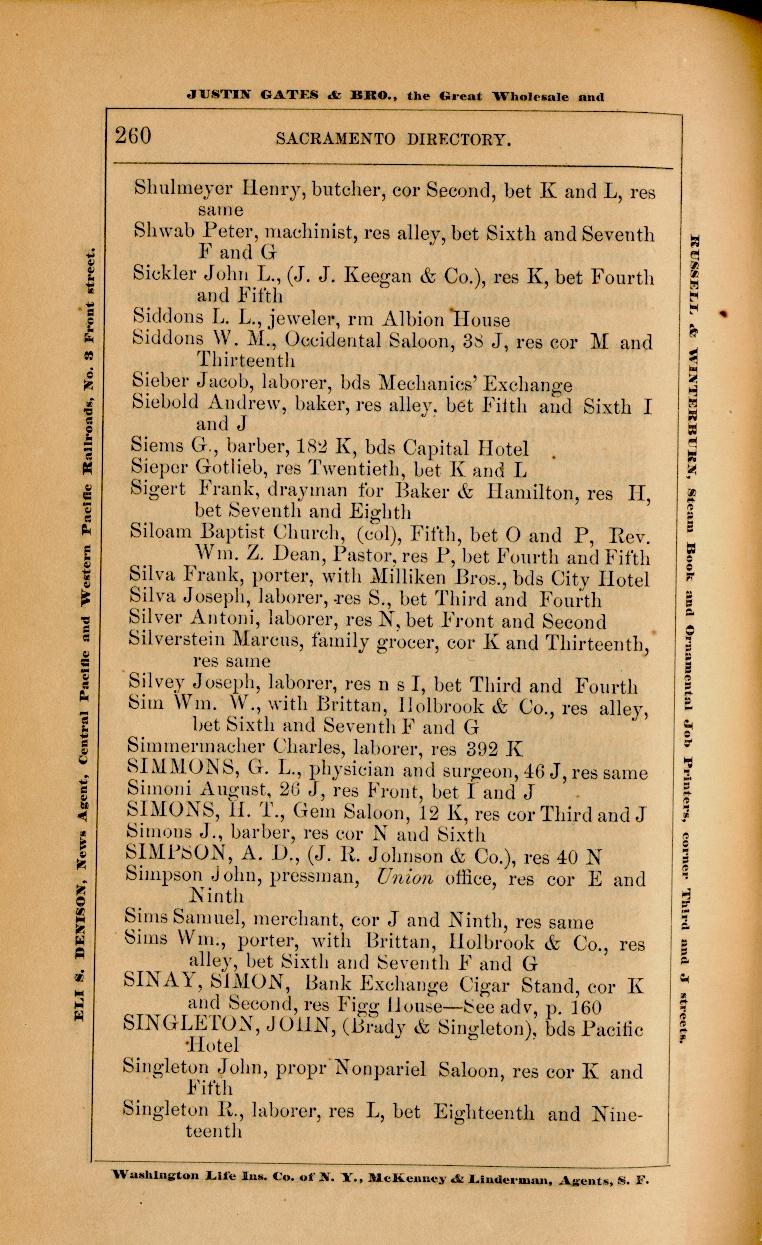 JUSTIN GATES & BRO., the Great Wholesale and
260 SACRAMENTO DIRECTORY.
Shulmeyer Henry, butcher, cor Second, bet K and L, res
same
Shwab Peter, machinist, res alley, bet Sixth and Seventh
F and G
Sickler John L., (J. J. Keegan & Co.), res K, bet Fourth
and Fifth
Siddons L. L., jeweler, rm Albion House
Siddons W. M., Occidental Saloon, 38 J, res cor M and
Thirteenth
Sieber Jacob, laborer, bds Mechanics' Exchange
Siebold Andrew, baker, res alley, bet Fifth and Sixth I
and J
Siems G., barber, 182 K, bds Capital Hotel
Sieper Gotlieb, res Twentieth, bet K and L
Sigert Frank, drayman for Baker & Hamilton, res H,
bet Seventh and Eighth
Siloam Baptist Church, (col), Fifth, bet O and P, Rev.
Wm. Z. Dean, Pastor, res P, bet Fourth and Fifth
Silva Frank, porter, with Milliken Bros., bds City Hotel
Silva Joseph, laborer, res S., bet Third and Fourth
Silver Antoni, laborer, res N, bet Front and Second
Silverstein Marcus, family grocer, cor K and Thirteenth,
res same
Silvey Joseph, laborer, res n s I, bet Third and Fourth
Sim Wm. W., with Brittan, Holbrook & Co., res alley,
bet Sixth and Seventh F and G
Simmermacher Charles, laborer, res 392 K
SIMMONS, G. L., physician and surgeon, 46 J, res same
Simoni August, 26 J, res Front, bet I and J
SIMONS, H. T., Gem Saloon, 12 K, res cor Third and J
Simons J., barber, res cor N and Sixth
SIMPSON, A. D., (J. R. Johnson & Co.), res 40 N
Simpson John, pressman, Union office, res cor E and
Ninth
Sims Samuel, merchant, cor J and Ninth, res same
Sims Wm., porter, with Brittan, Holbrook & Co., res
alley, bet Sixth and Seventh F and G
SINAY, SIMON, Bank Exchange Cigar Stand, cor K
and Second, res Figg House—See adv, p. 160
SINGLETON, JOHN, (Brady & Singleton), bds Pacific
Hotel
Singleton John, propr Nonpariel Saloon, res cor K and
Fifth
Singleton R., laborer, res L, bet Eighteenth and Nine-
teenth
Washington Life Ins. Co. of N. Y., McKenney & Linderman, Agents, S. F.
ELI S. DENISON, News Agent, Central Pacific and Western Pacific Railroads, No. 3 Front street.
RUSSELL & WINTERBURN, Steam Book and Ornamental Job Printers, corner Third and J streets.